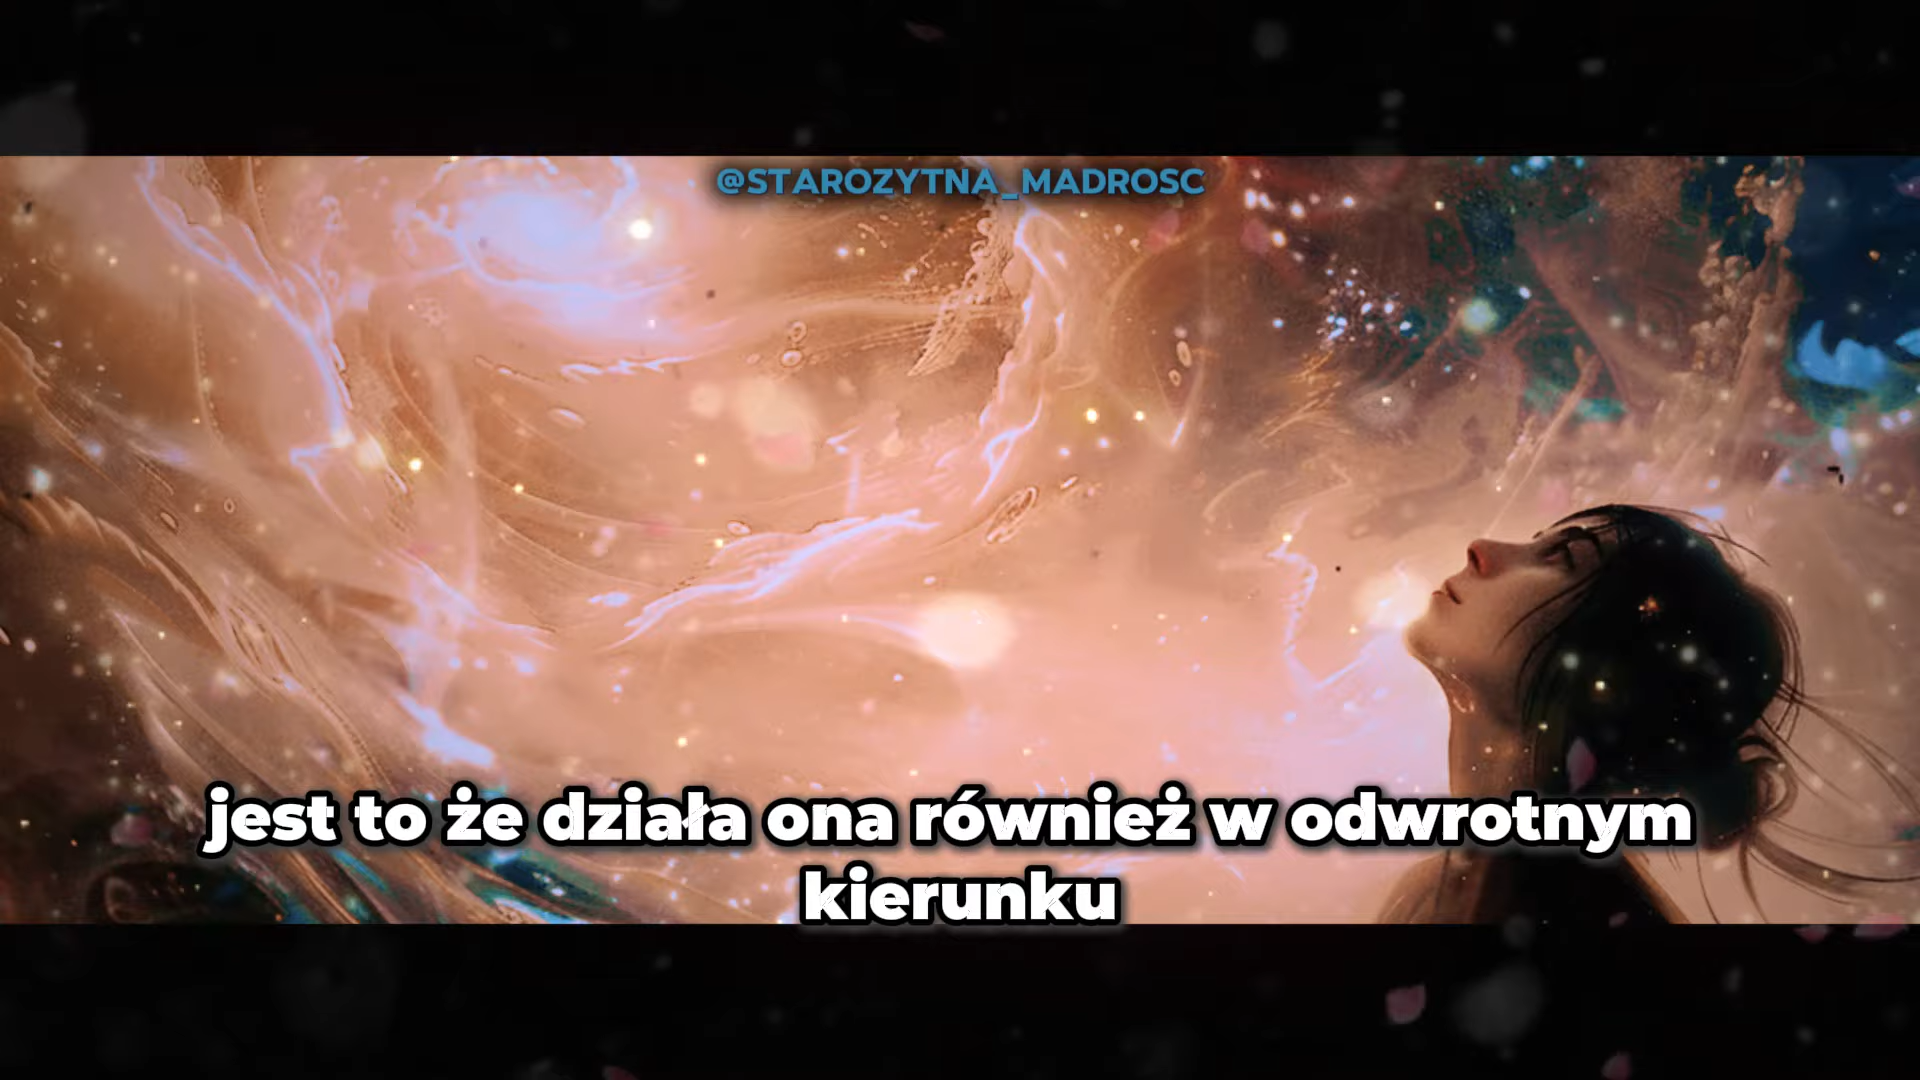 @STAROZYTNA_MADROSC
jest to że działa ona również w odwrotnym
kierunku